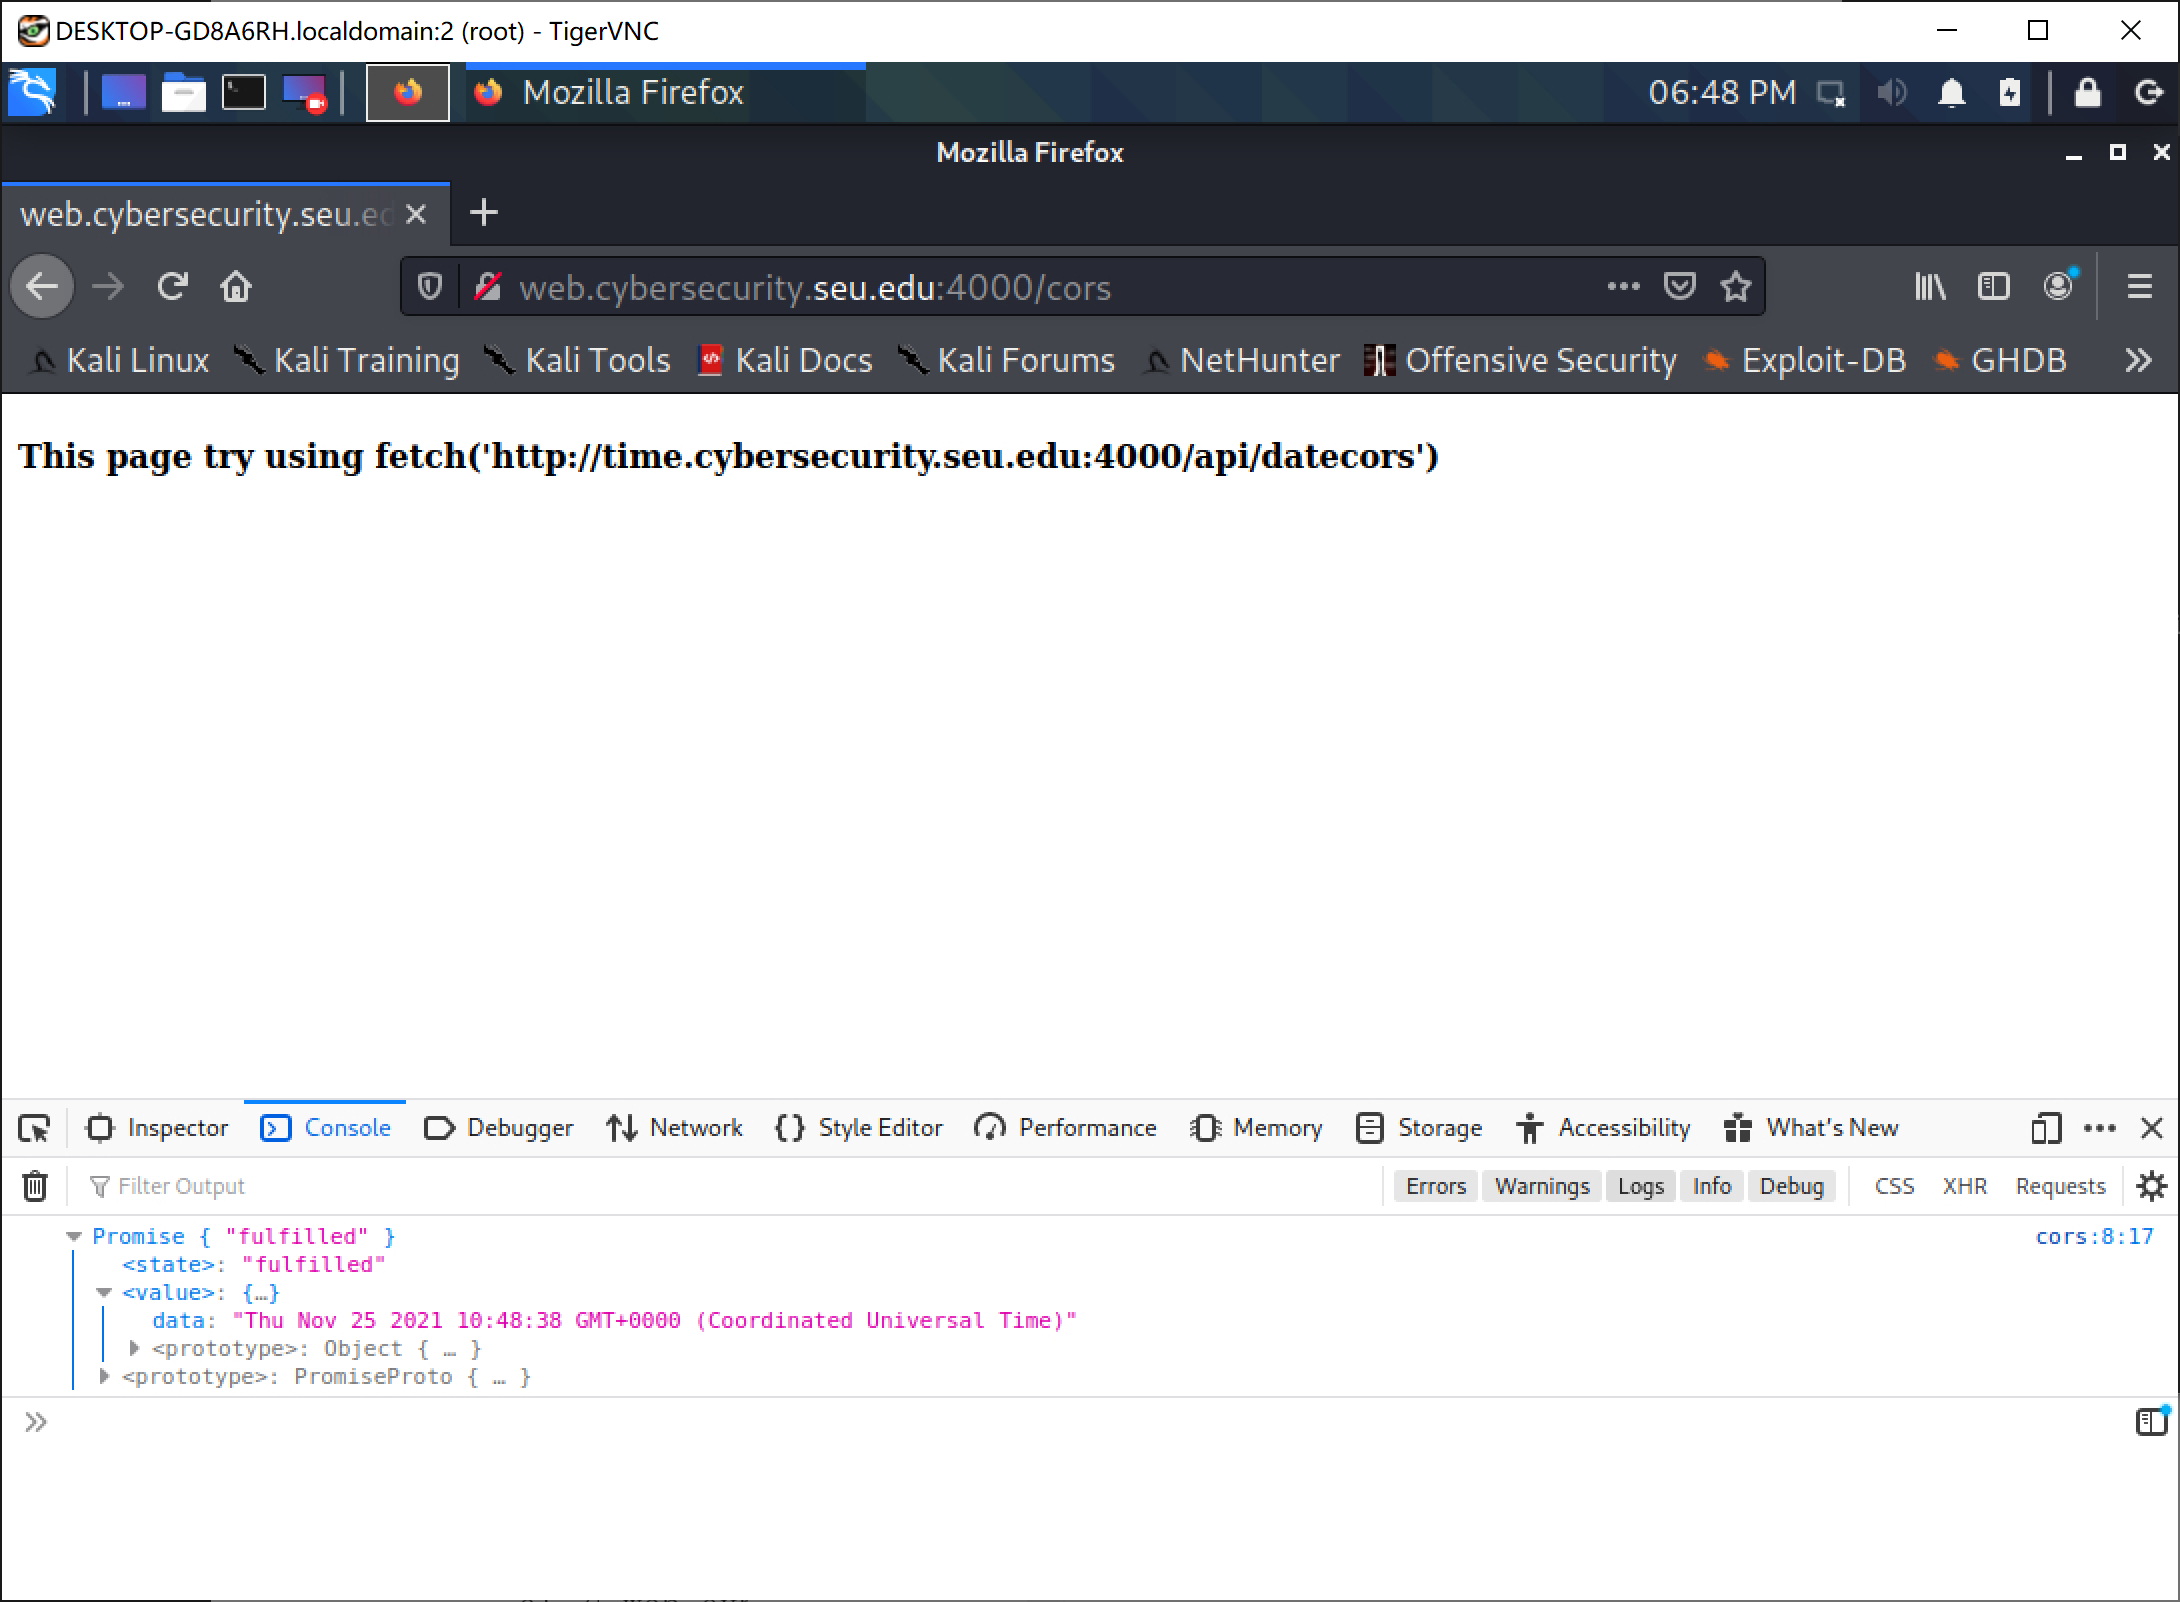 DESKTOP-GD8A6RH.localdomain:2 (root) - TigerVNC
Mozilla Firefox
06:48 PM
Mozilla Firefox
web.cybersecurity.seu.ed
web.cybersecurity.seu.edu:4000/cors
Kali Linux Kali Training Kali Tools Kali Docs Kali Forums NetHunter Offensive Security Exploit-DB GHDB
This page try using fetch('http://time.cybersecurity.seu.edu:4000/api/datecors')
Inspector Console Debugger Network Style Editor Performance Memory Storage Accessibility What's New
Filter Output Errors Warnings Logs Info Debug CSS XHR Requests
Promise { "fulfilled" } cors:8:17
<state>: "fulfilled"
<value>: {…}
data: "Thu Nov 25 2021 10:48:38 GMT+0000 (Coordinated Universal Time)"
<prototype>: Object { … }
<prototype>: PromiseProto { … }